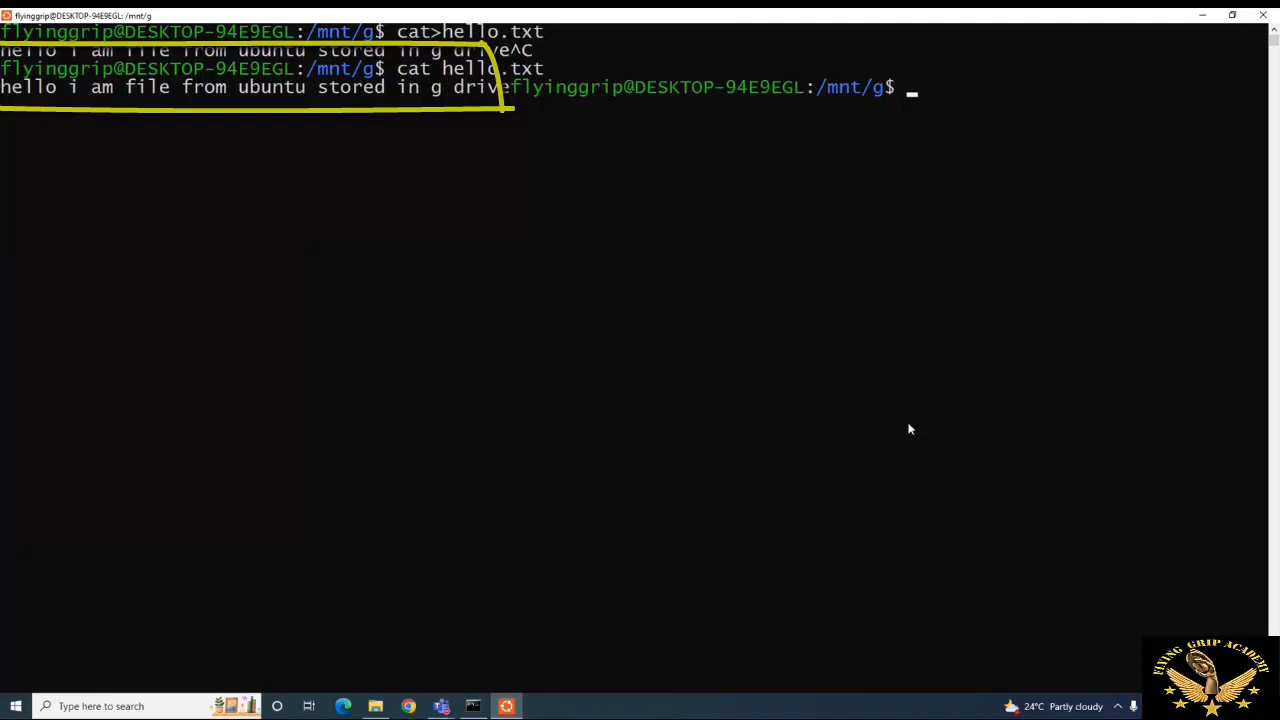 flyinggrip@DESKTOP-94E9EGL: /mnt/g
flyinggrip@DESKTOP-94E9EGL:/mnt/g$ cat>hello.txt
hello i am file from ubuntu stored in g drive^C
flyinggrip@DESKTOP-94E9EGL:/mnt/g$ cat hello.txt
hello i am file from ubuntu stored in g driveflyinggrip@DESKTOP-94E9EGL:/mnt/g$
FLYING GRIP ACADEMY
Type here to search
24°C Partly cloudy